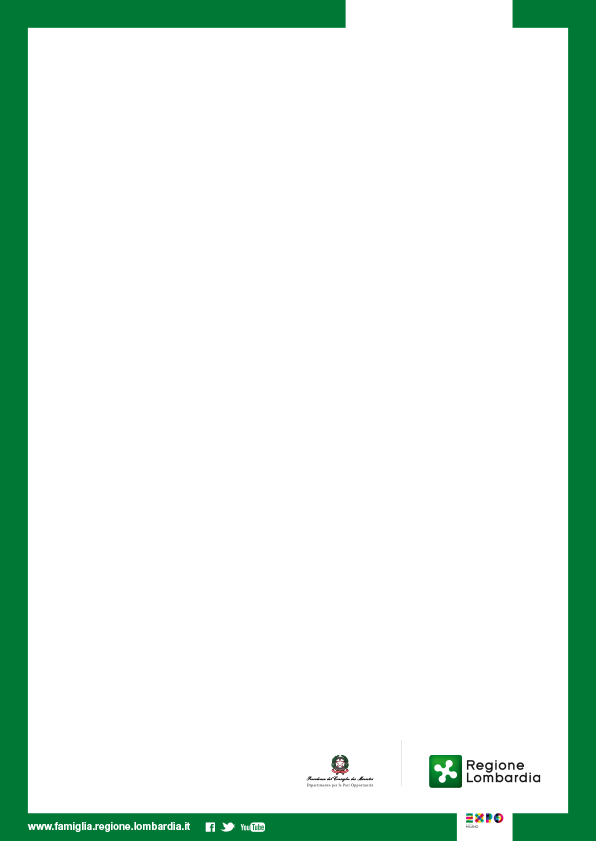 Presidenza del Consiglio dei Ministri
Dipartimento per le Pari Opportunità
Regione
Lombardia
www.famiglia.regione.lombardia.it
YouTube
EXPO
MILANO